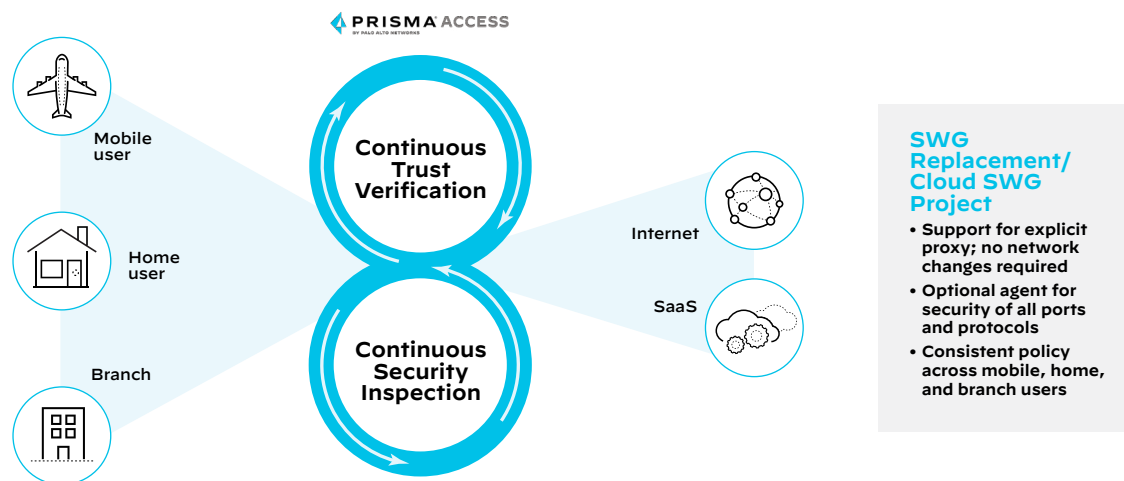 PRISMA ACCESS
BY PALO ALTO NETWORKS
Mobile
user
Home
user
Branch
Continuous
Trust
Verification
Continuous
Security
Inspection
Internet
SaaS
SWG
Replacement/
Cloud SWG
Project
• Support for explicit
proxy; no network
changes required
• Optional agent for
security of all ports
and protocols
• Consistent policy
across mobile, home,
and branch users